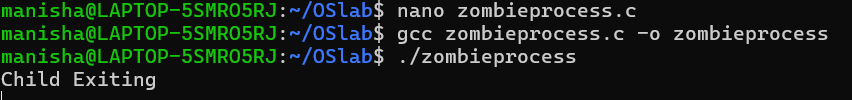 manisha@LAPTOP-5SMRO5RJ:~/OSlab$ nano zombieprocess.c
manisha@LAPTOP-5SMRO5RJ:~/OSlab$ gcc zombieprocess.c -o zombieprocess
manisha@LAPTOP-5SMRO5RJ:~/OSlab$ ./zombieprocess
Child Exiting